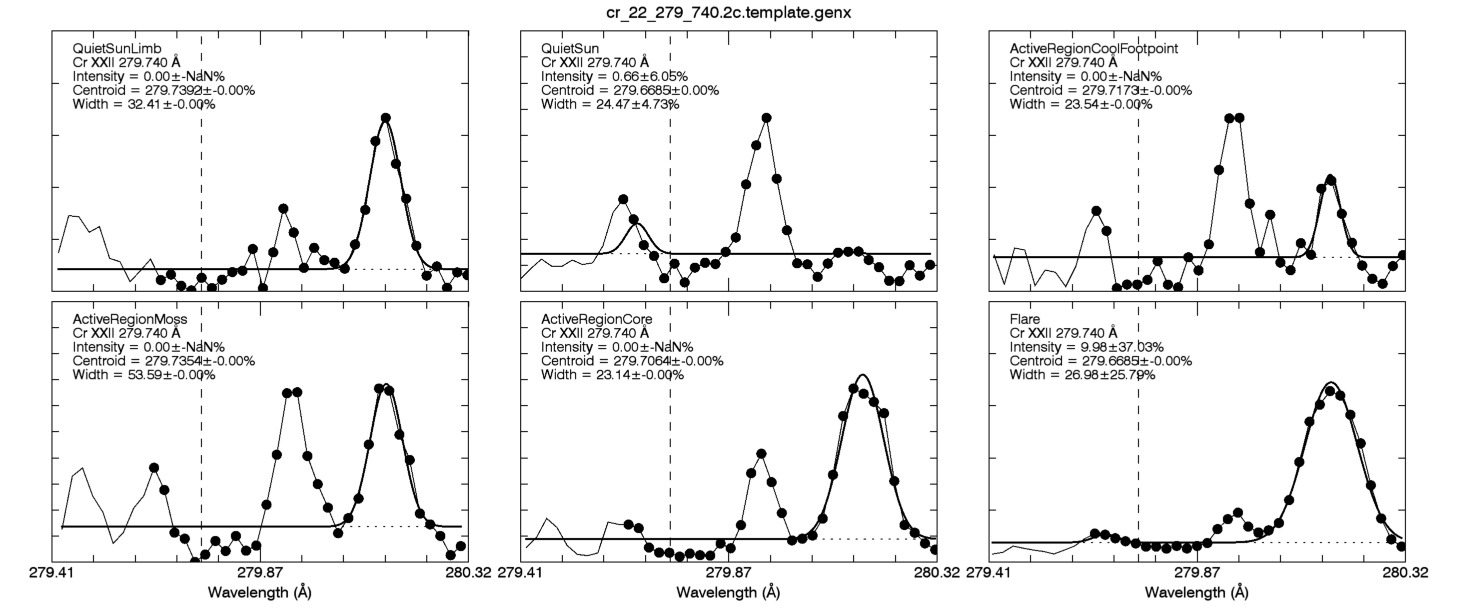 cr_22_279_740.2c.template.genx
QuietSunLimb
Cr XXII 279.740 Å
Intensity = 0.00±-NaN%
Centroid = 279.7392±-0.00%
Width = 32.41±-0.00%
QuietSun
Cr XXII 279.740 Å
Intensity = 0.66±6.05%
Centroid = 279.6685±0.00%
Width = 24.47±4.73%
ActiveRegionCoolFootpoint
Cr XXII 279.740 Å
Intensity = 0.00±-NaN%
Centroid = 279.7173±-0.00%
Width = 23.54±-0.00%
ActiveRegionMoss
Cr XXII 279.740 Å
Intensity = 0.00±-NaN%
Centroid = 279.7354±-0.00%
Width = 53.59±-0.00%
ActiveRegionCore
Cr XXII 279.740 Å
Intensity = 0.00±-NaN%
Centroid = 279.7064±-0.00%
Width = 23.14±-0.00%
Flare
Cr XXII 279.740 Å
Intensity = 9.98±37.03%
Centroid = 279.6685±-0.00%
Width = 26.98±25.79%
279.41 279.87 280.32 279.41 279.87 280.32 279.41 279.87 280.32
Wavelength (Å) Wavelength (Å) Wavelength (Å)